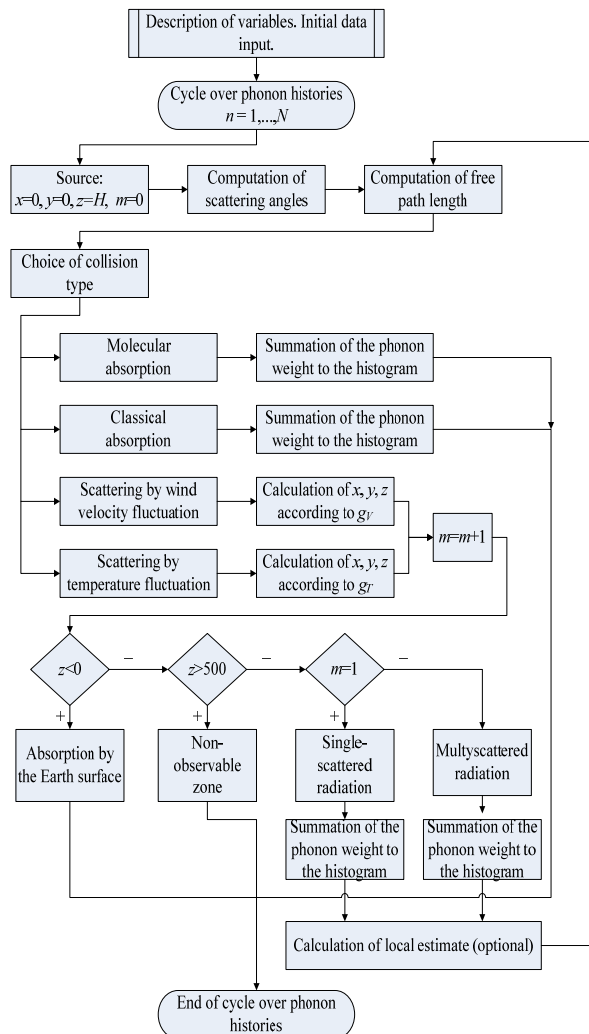 Description of variables. Initial data
input.
Cycle over phonon histories
n = 1,...,N
Source:
x=0, y=0, z=H, m=0
Computation of
scattering angles
Computation of free
path length
Choice of collision
type
Molecular
absorption
Summation of the phonon
weight to the histogram
Classical
absorption
Summation of the phonon
weight to the histogram
Scattering by wind
velocity fluctuation
Calculation of x, y, z
according to gV
m=m+1
Scattering by
temperature fluctuation
Calculation of x, y, z
according to gT
z<0
–
z>500
–
m=1
–
+
+
+
Absorption by
the Earth surface
Non-
observable
zone
Single-
scattered
radiation
Multyscattered
radiation
Summation of the
phonon weight to
the histogram
Summation of the
phonon weight to
the histogram
Calculation of local estimate (optional)
End of cycle over phonon
histories